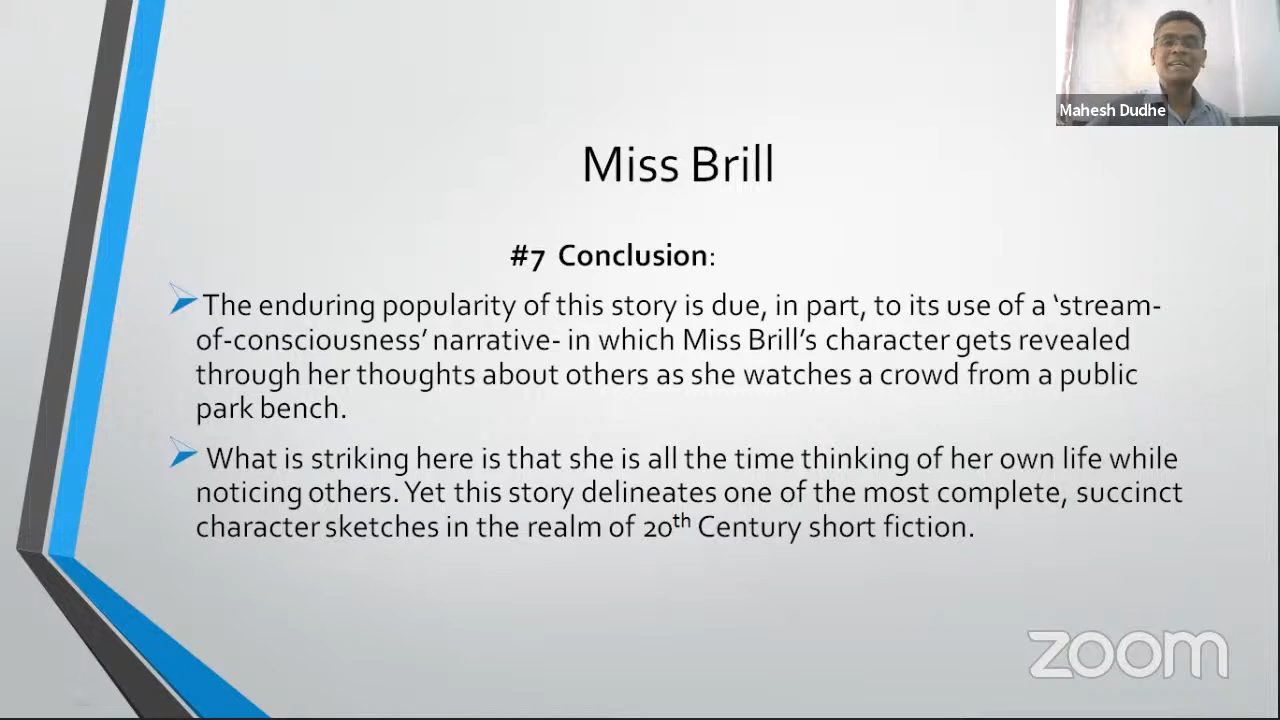 Mahesh Dudhe
Miss Brill
#7 Conclusion:
The enduring popularity of this story is due, in part, to its use of a ‘stream-
of-consciousness’ narrative- in which Miss Brill’s character gets revealed
through her thoughts about others as she watches a crowd from a public
park bench.
What is striking here is that she is all the time thinking of her own life while
noticing others. Yet this story delineates one of the most complete, succinct
character sketches in the realm of 20th Century short fiction.
zoom